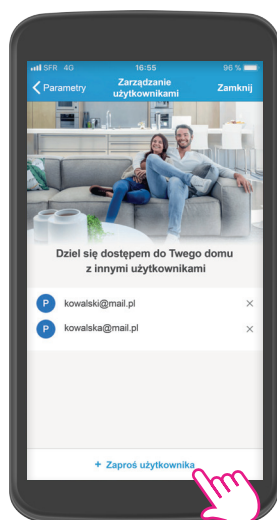 SFR 4G 16:55 96 %
Parametry Zarządzanie użytkownikami Zamknij
Dziel się dostępem do Twego domu
z innymi użytkownikami
P kowalski@mail.pl ×
P kowalska@mail.pl ×
+ Zaproś użytkownika